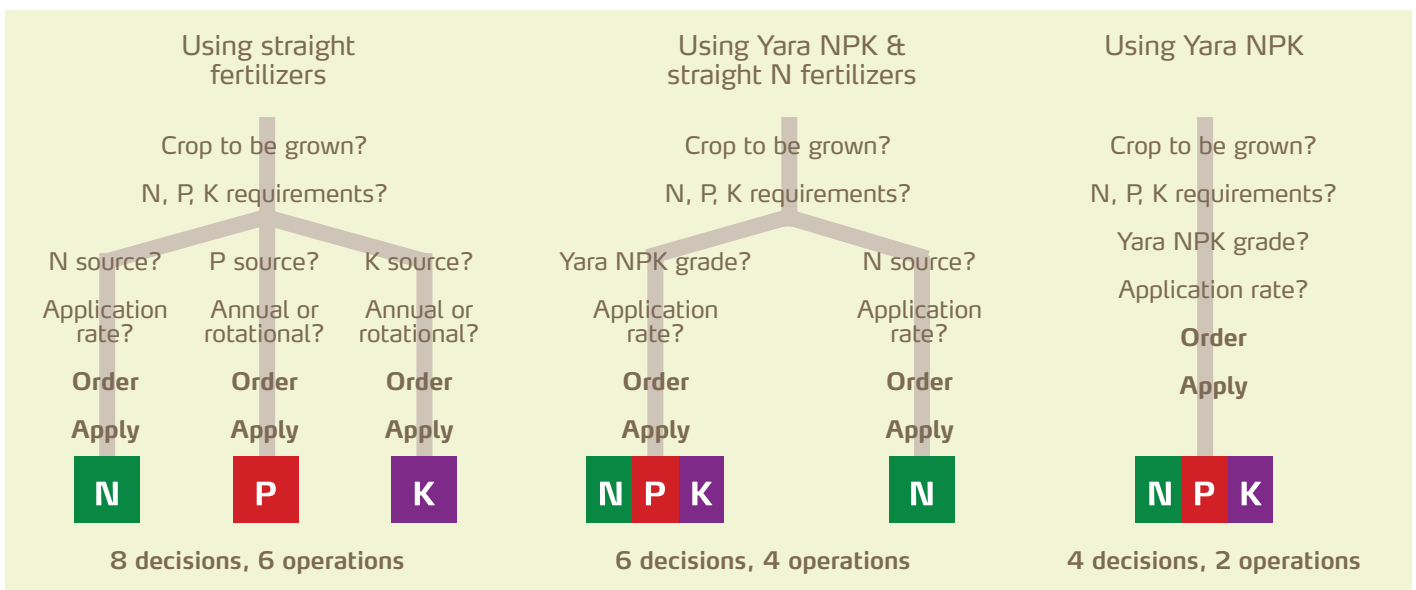 Using straight
fertilizers
Crop to be grown?
N, P, K requirements?
N source?
Application
rate?
Order
Apply
N
P source?
Annual or
rotational?
Order
Apply
P
K source?
Annual or
rotational?
Order
Apply
K
8 decisions, 6 operations
Using Yara NPK &
straight N fertilizers
Crop to be grown?
N, P, K requirements?
Yara NPK grade?
Application
rate?
Order
Apply
N P K
N source?
Application
rate?
Order
Apply
N
6 decisions, 4 operations
Using Yara NPK
Crop to be grown?
N, P, K requirements?
Yara NPK grade?
Application rate?
Order
Apply
N P K
4 decisions, 2 operations